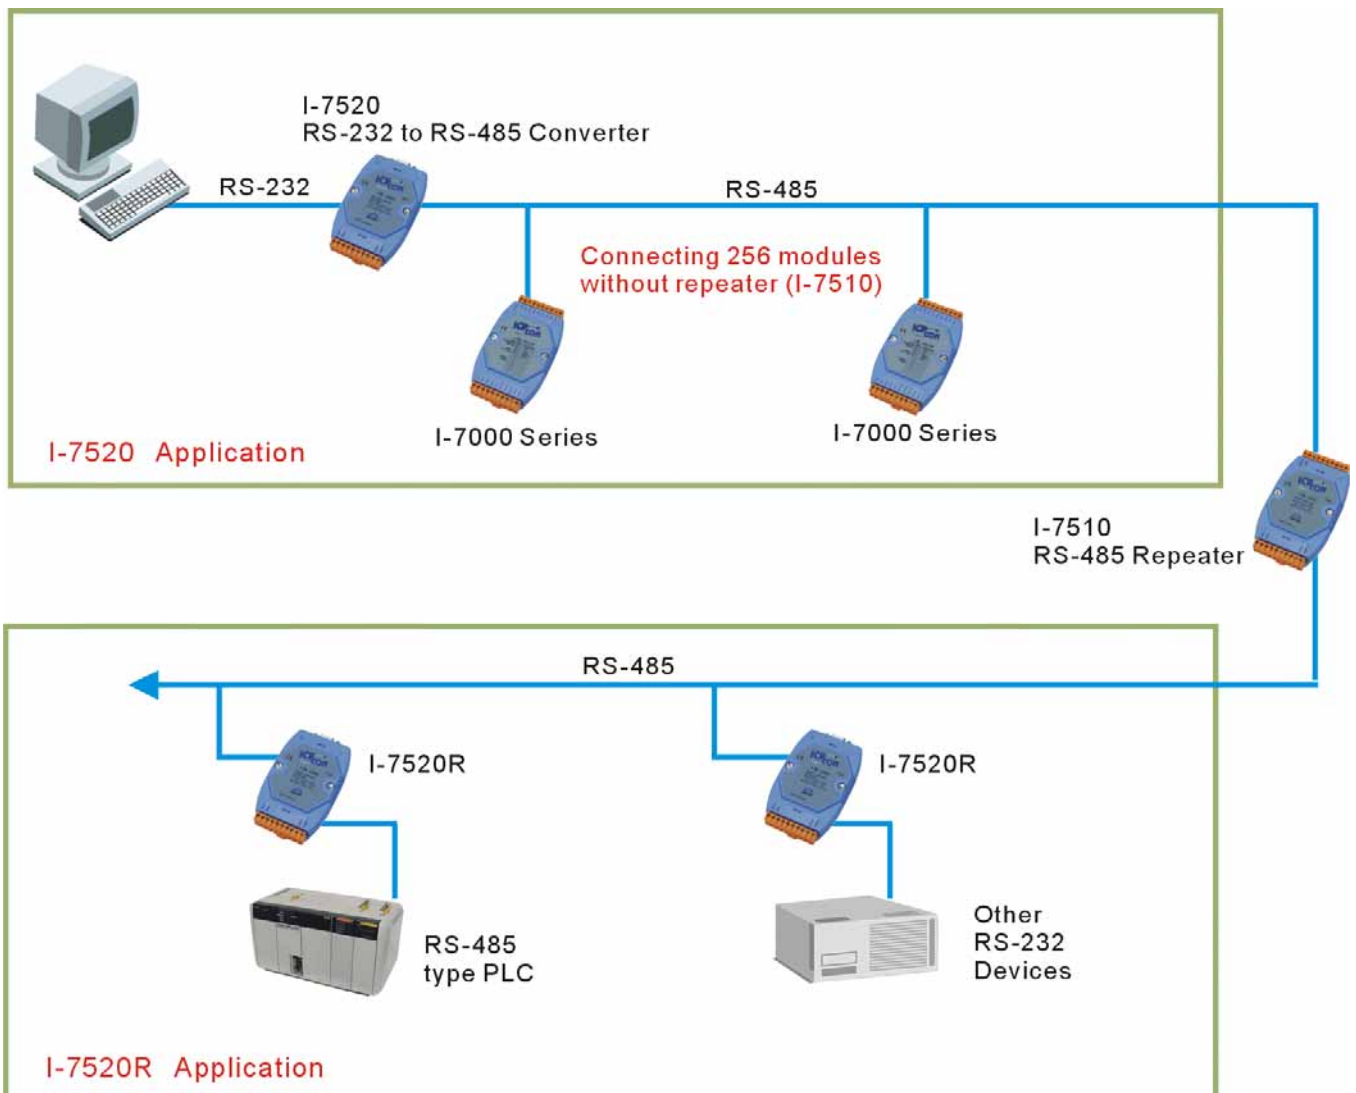 I-7520
RS-232 to RS-485 Converter
RS-232
RS-485
Connecting 256 modules
without repeater (I-7510)
I-7000 Series
I-7000 Series
I-7520 Application
I-7510
RS-485 Repeater
RS-485
I-7520R
I-7520R
RS-485
type PLC
Other
RS-232
Devices
I-7520R Application